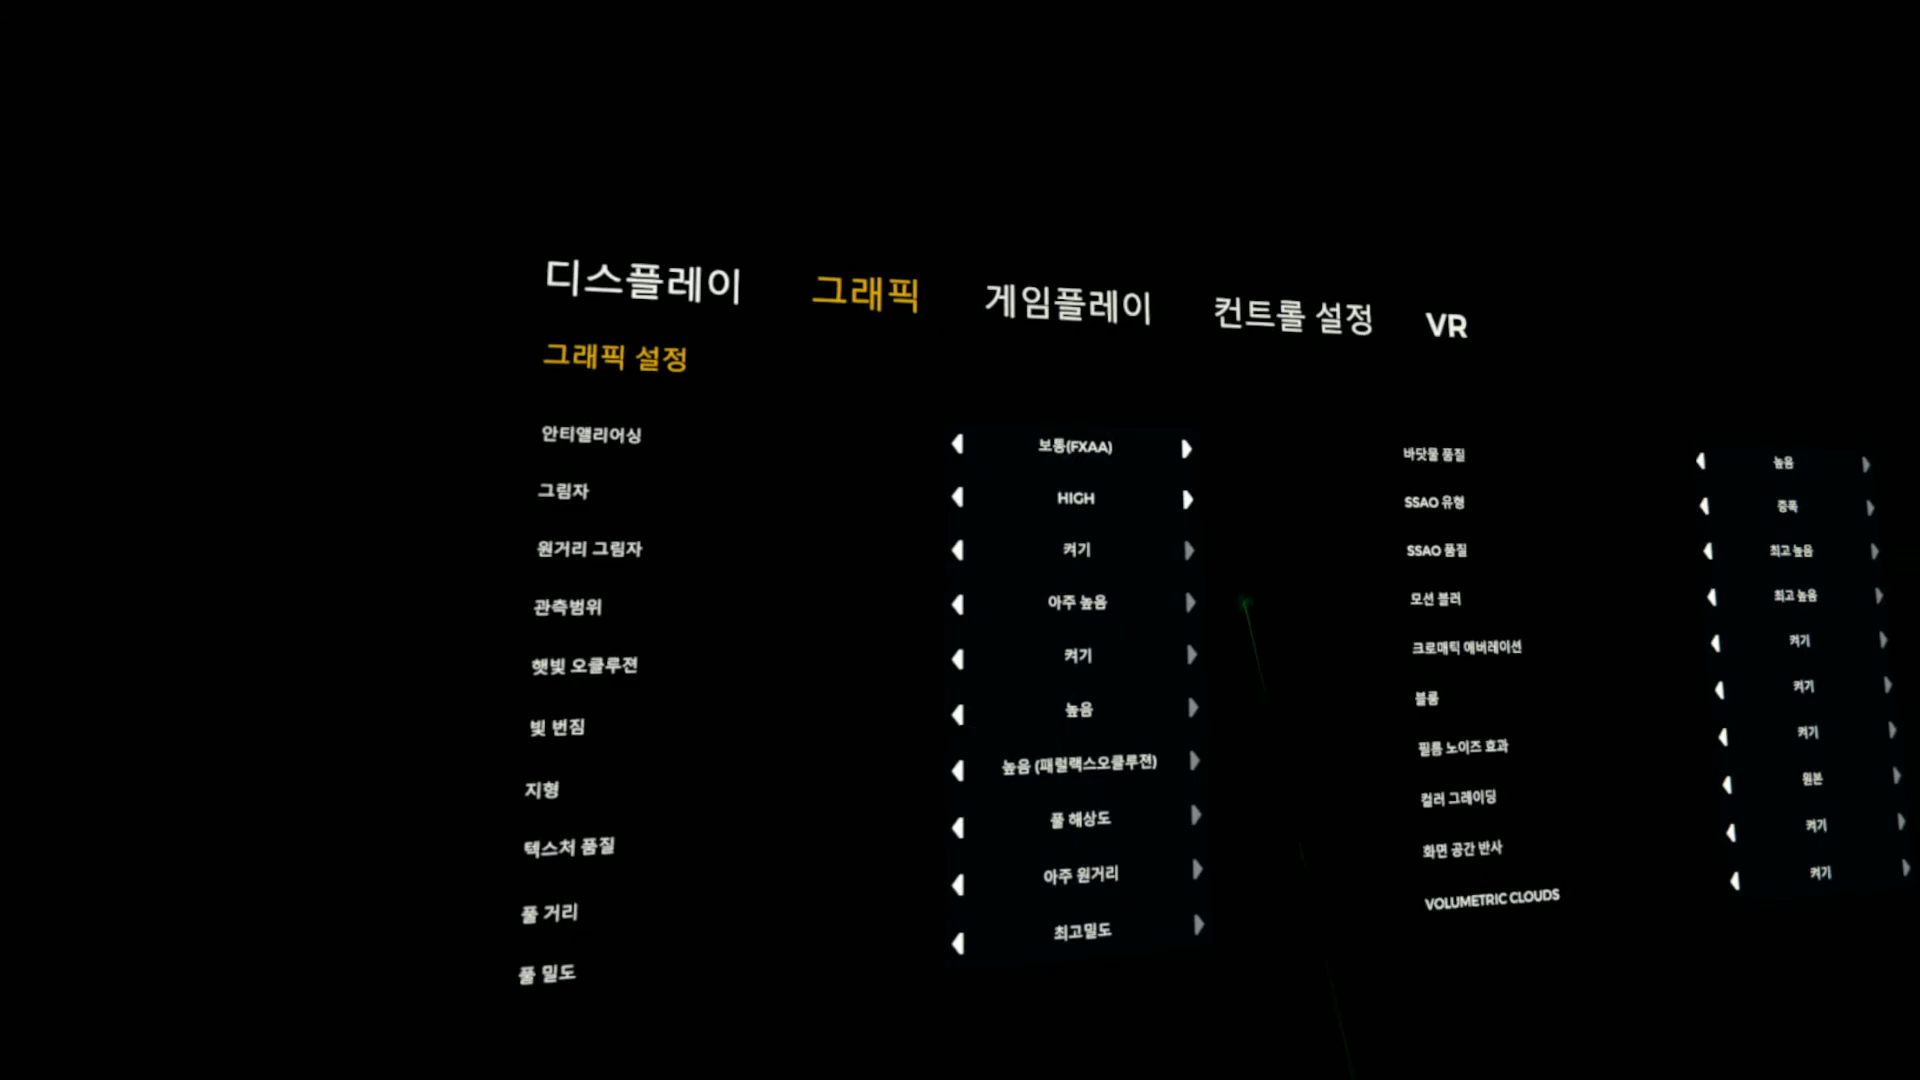 디스플레이 그래픽 게임플레이 컨트롤 설정 VR
그래픽 설정
안티앨리어싱 보통(FXAA)
그림자 HIGH
원거리 그림자 켜기
관측범위 아주 높음
햇빛 오클루젼 켜기
빛 번짐 높음
지형 높음 (패럴랙스오클루젼)
텍스처 품질 풀 해상도
풀 거리 아주 원거리
풀 밀도 최고밀도
바닷물 품질 높음
SSAO 유형 증폭
SSAO 품질 최고 높음
모션 블러 최고 높음
크로매틱 애버레이션 켜기
블룸 켜기
필름 노이즈 효과 켜기
컬러 그레이딩 원본
화면 공간 반사 켜기
VOLUMETRIC CLOUDS 켜기